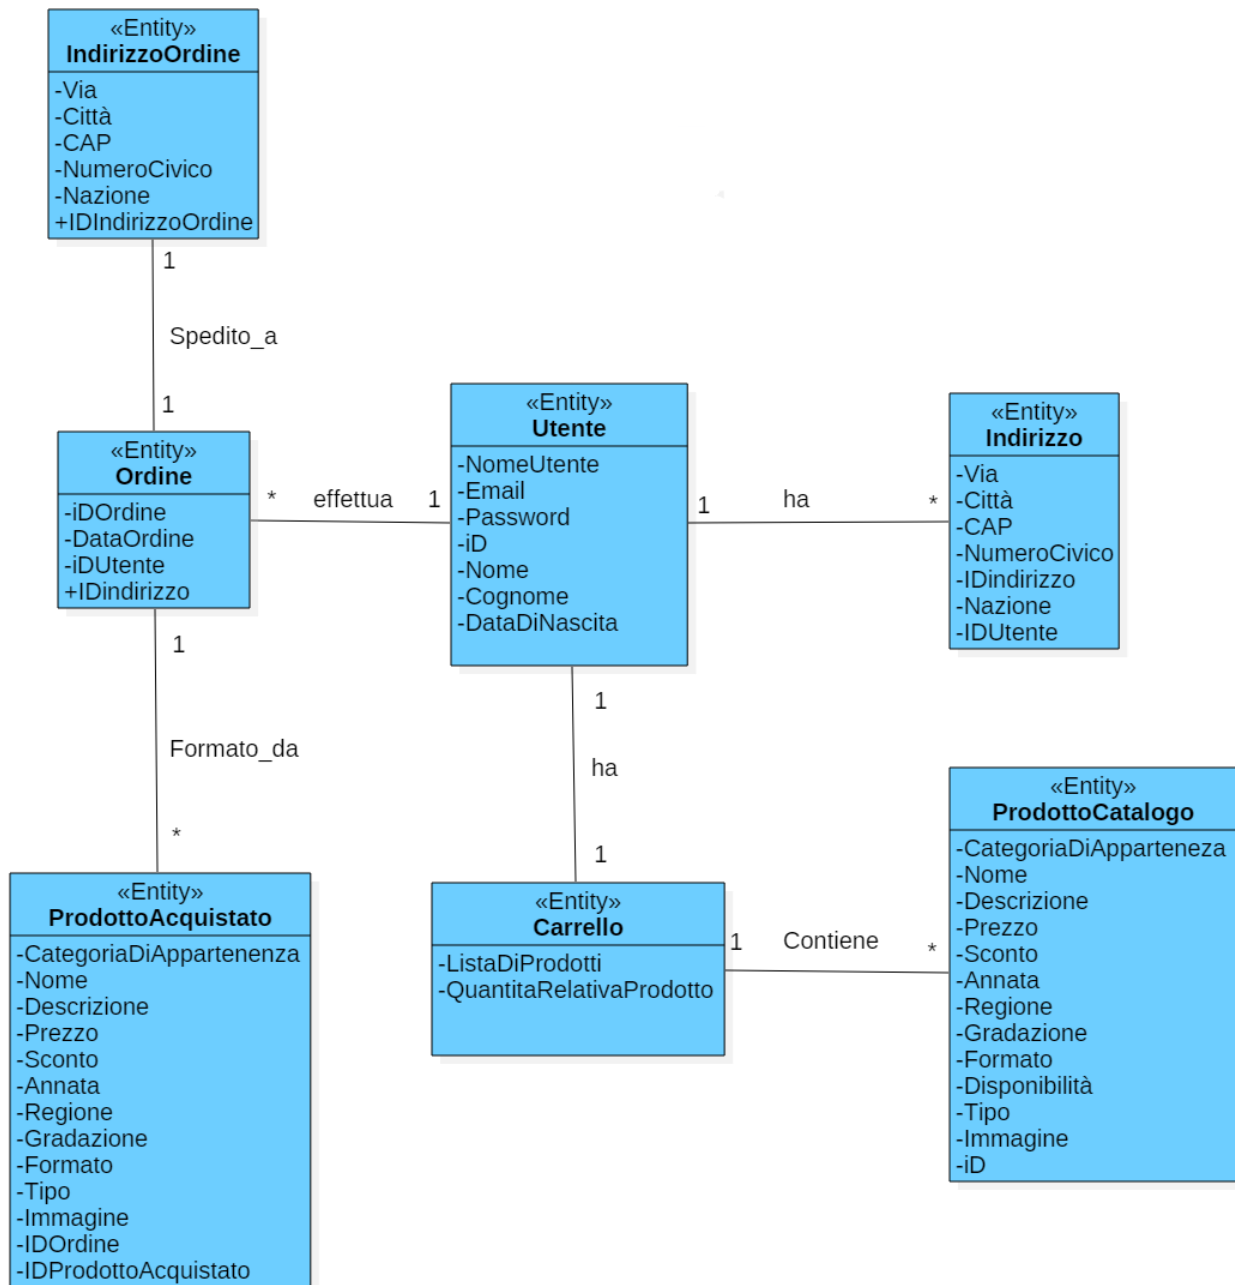 «Entity»
IndirizzoOrdine
-Via
-Città
-CAP
-NumeroCivico
-Nazione
+IDIndirizzoOrdine
1
Spedito_a
1
«Entity»
Ordine
-iDOrdine
-DataOrdine
-iDUtente
+IDindirizzo
* effettua 1
«Entity»
Utente
-NomeUtente
-Email
-Password
-iD
-Nome
-Cognome
-DataDiNascita
1 ha *
«Entity»
Indirizzo
-Via
-Città
-CAP
-NumeroCivico
-IDindirizzo
-Nazione
-IDUtente
1
Formato_da
*
1
ha
1
«Entity»
ProdottoAcquistato
-CategoriaDiAppartenenza
-Nome
-Descrizione
-Prezzo
-Sconto
-Annata
-Regione
-Gradazione
-Formato
-Tipo
-Immagine
-IDOrdine
-IDProdottoAcquistato
«Entity»
Carrello
-ListaDiProdotti
-QuantitaRelativaProdotto
1 Contiene *
«Entity»
ProdottoCatalogo
-CategoriaDiApparteneza
-Nome
-Descrizione
-Prezzo
-Sconto
-Annata
-Regione
-Gradazione
-Formato
-Disponibilità
-Tipo
-Immagine
-iD